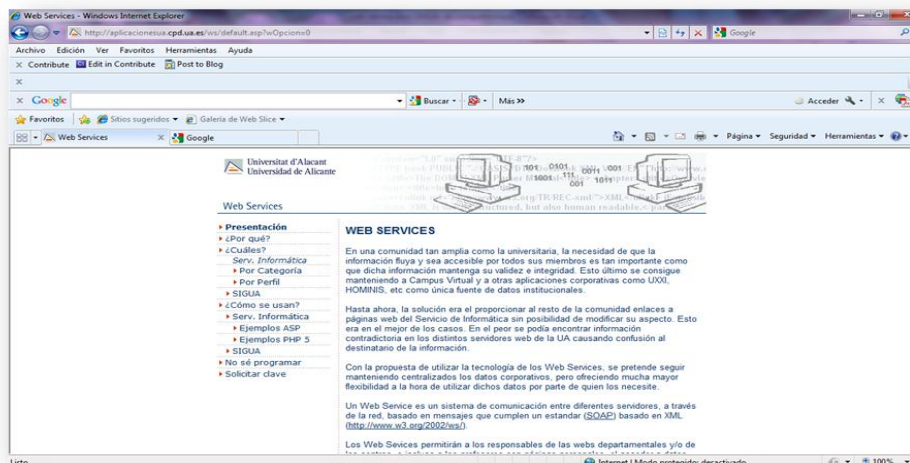 Web Services - Windows Internet Explorer
http://aplicacionesua.cpd.ua.es/ws/default.asp?wOpcion=0
Google
Archivo Edición Ver Favoritos Herramientas Ayuda
Contribute Edit in Contribute Post to Blog
Google Buscar Más Acceder
Favoritos Sitios sugeridos Galería de Web Slice
Web Services Google Página Seguridad Herramientas
Universitat d'Alacant
Universidad de Alicante
Web Services
Presentación
¿Por qué?
¿Cuáles?
Serv. Informática
Por Categoría
Por Perfil
SIGUA
¿Cómo se usan?
Serv. Informática
Ejemplos ASP
Ejemplos PHP 5
SIGUA
No sé programar
Solicitar clave
WEB SERVICES
En una comunidad tan amplia como la universitaria, la necesidad de que la
información fluya y sea accesible por todos sus miembros es tan importante como
que dicha información mantenga su validez e integridad. Esto último se consigue
manteniendo a Campus Virtual y a otras aplicaciones corporativas como UXXI,
HOMINIS, etc como única fuente de datos institucionales.
Hasta ahora, la solución era el proporcionar al resto de la comunidad enlaces a
páginas web del Servicio de Informática sin posibilidad de modificar su aspecto. Esto
era en el mejor de los casos. En el peor se podía encontrar información
contradictoria en los distintos servidores web de la UA causando confusión al
destinatario de la información.
Con la propuesta de utilizar la tecnología de los Web Services, se pretende seguir
manteniendo centralizados los datos corporativos, pero ofreciendo mucha mayor
flexibilidad a la hora de utilizar dichos datos por parte de quien los necesite.
Un Web Service es un sistema de comunicación entre diferentes servidores, a través
de la red, basado en mensajes que cumplen un estandar (SOAP) basado en XML
(http://www.w3.org/2002/ws/).
Los Web Sevices permitirán a los responsables de las webs departamentales y/o de
Listo Internet | Modo protegido: desactivado 100%